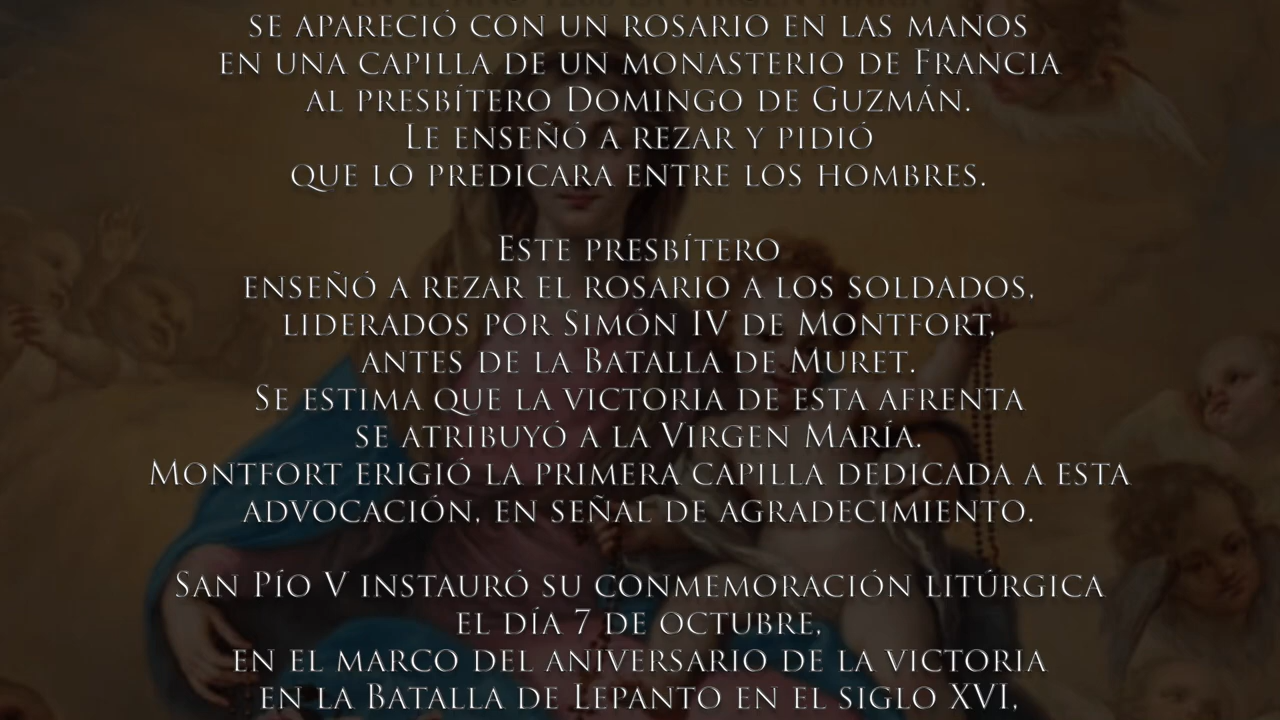 SE APARECIÓ CON UN ROSARIO EN LAS MANOS
EN UNA CAPILLA DE UN MONASTERIO DE FRANCIA
AL PRESBÍTERO DOMINGO DE GUZMÁN.
LE ENSEÑÓ A REZAR Y PIDIÓ
QUE LO PREDICARA ENTRE LOS HOMBRES.
ESTE PRESBÍTERO
ENSEÑÓ A REZAR EL ROSARIO A LOS SOLDADOS,
LIDERADOS POR SIMÓN IV DE MONTFORT,
ANTES DE LA BATALLA DE MURET.
SE ESTIMA QUE LA VICTORIA DE ESTA AFRENTA
SE ATRIBUYÓ A LA VIRGEN MARÍA.
MONTFORT ERIGIÓ LA PRIMERA CAPILLA DEDICADA A ESTA
ADVOCACIÓN, EN SEÑAL DE AGRADECIMIENTO.
SAN PÍO V INSTAURÓ SU CONMEMORACIÓN LITÚRGICA
EL DÍA 7 DE OCTUBRE,
EN EL MARCO DEL ANIVERSARIO DE LA VICTORIA
EN LA BATALLA DE LEPANTO EN EL SIGLO XVI,